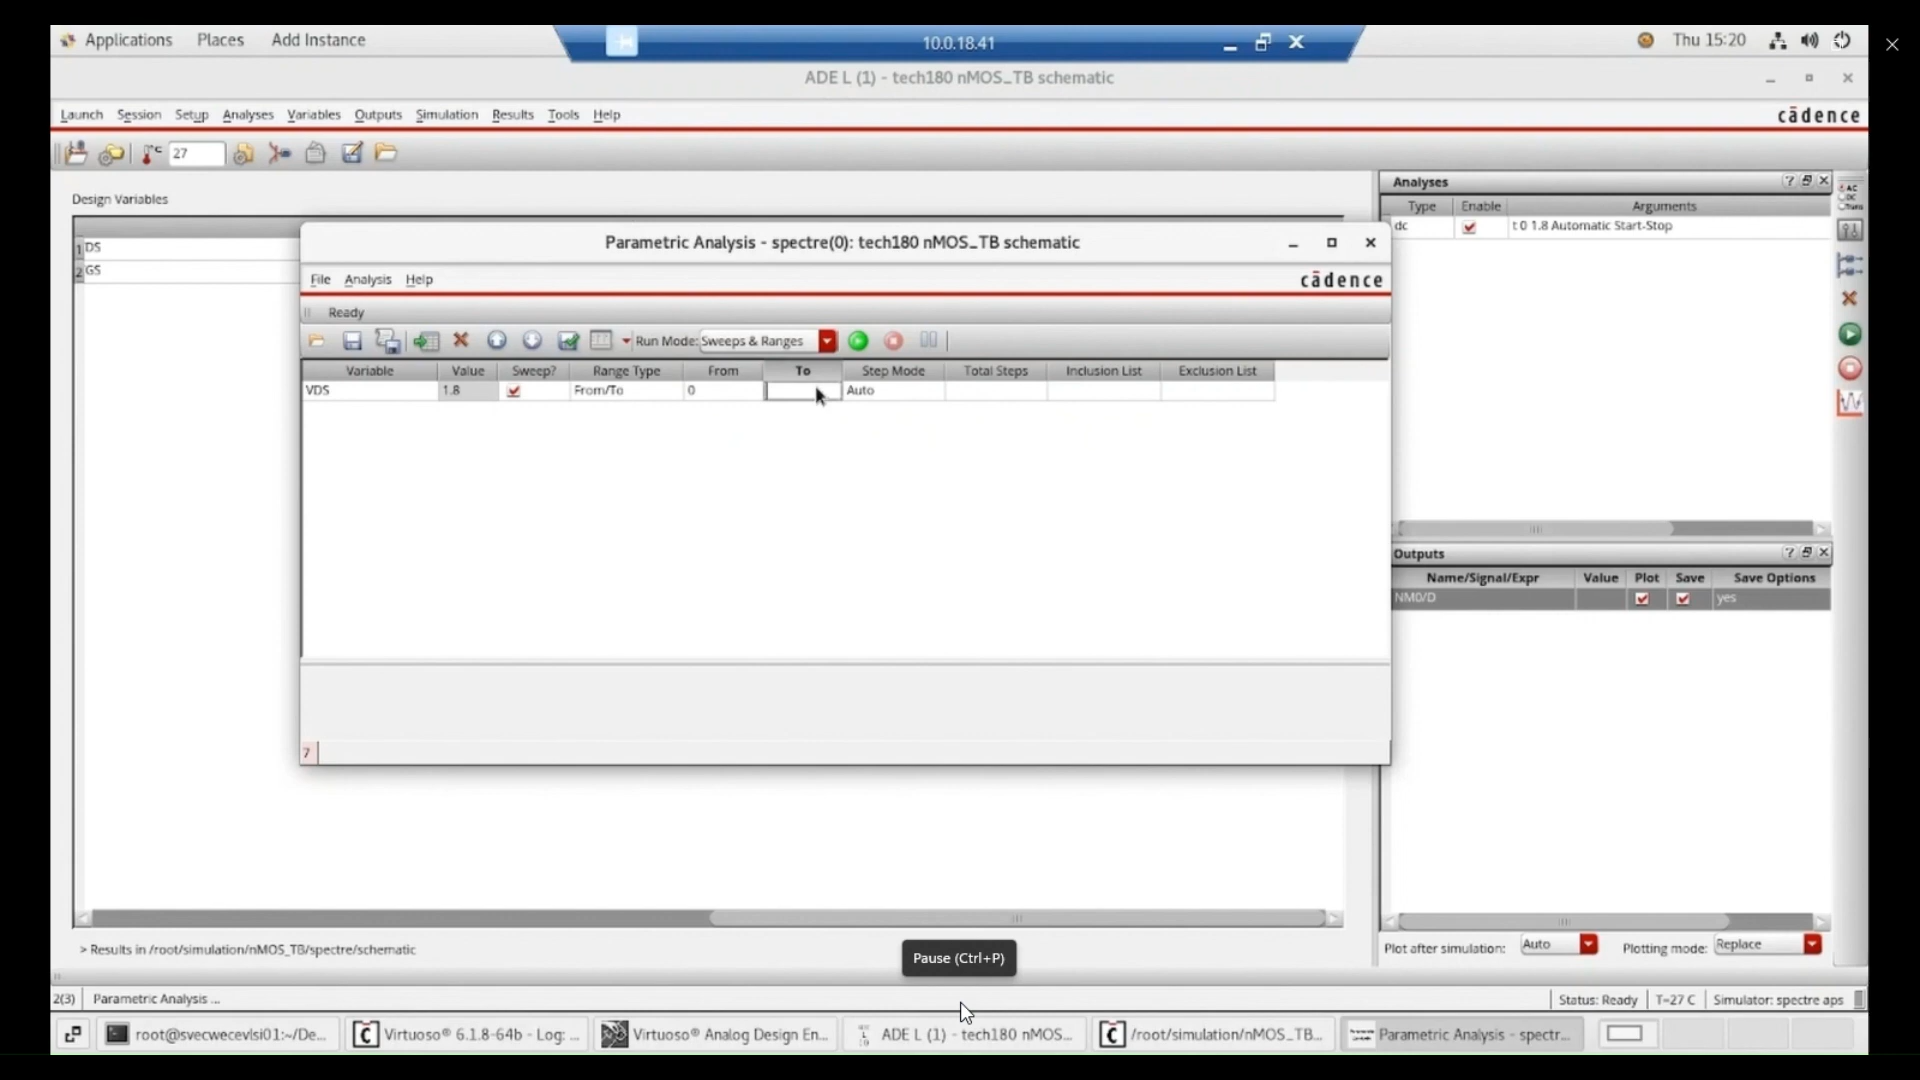 Applications Places Add Instance
10.0.18.41
Thu 15:20
ADE L (1) - tech180 nMOS_TB schematic
Launch Session Setup Analyses Variables Outputs Simulation Results Tools Help
cādence
27
Design Variables
1 DS
2 GS
Analyses
Type Enable Arguments
dc t 0 1.8 Automatic Start-Stop
Parametric Analysis - spectre(0): tech180 nMOS_TB schematic
File Analysis Help
cādence
Ready
Run Mode: Sweeps & Ranges
Variable Value Sweep? Range Type From To Step Mode Total Steps Inclusion List Exclusion List
VDS 1.8 From/To 0 Auto
7
Outputs
Name/Signal/Expr Value Plot Save Save Options
NM0/D yes
Plot after simulation: Auto Plotting mode: Replace
> Results in /root/simulation/nMOS_TB/spectre/schematic
Pause (Ctrl+P)
2(3) Parametric Analysis ...
Status: Ready T=27 C Simulator: spectre aps
root@svecwecevlsi01:~/De... Virtuoso® 6.1.8-64b - Log: ... Virtuoso® Analog Design En... ADE L (1) - tech180 nMOS... /root/simulation/nMOS_TB... Parametric Analysis - spectr...